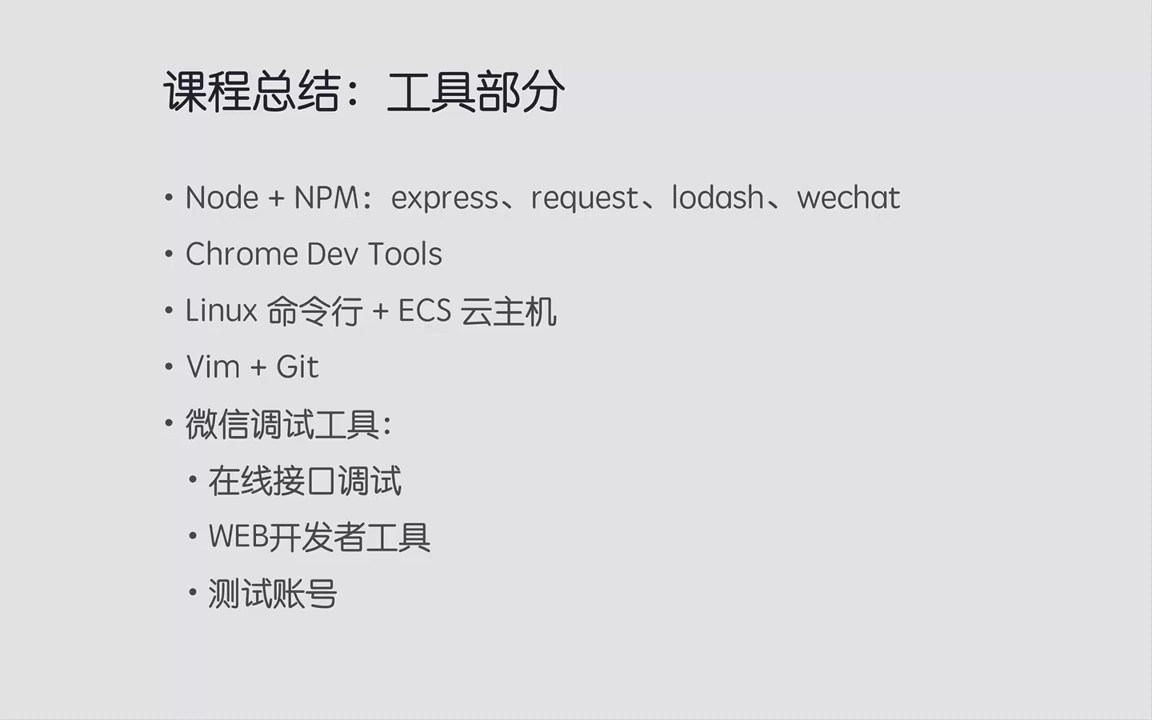 课程总结：工具部分
• Node + NPM：express、request、lodash、wechat
• Chrome Dev Tools
• Linux 命令行 + ECS 云主机
• Vim + Git
• 微信调试工具：
• 在线接口调试
• WEB开发者工具
• 测试账号